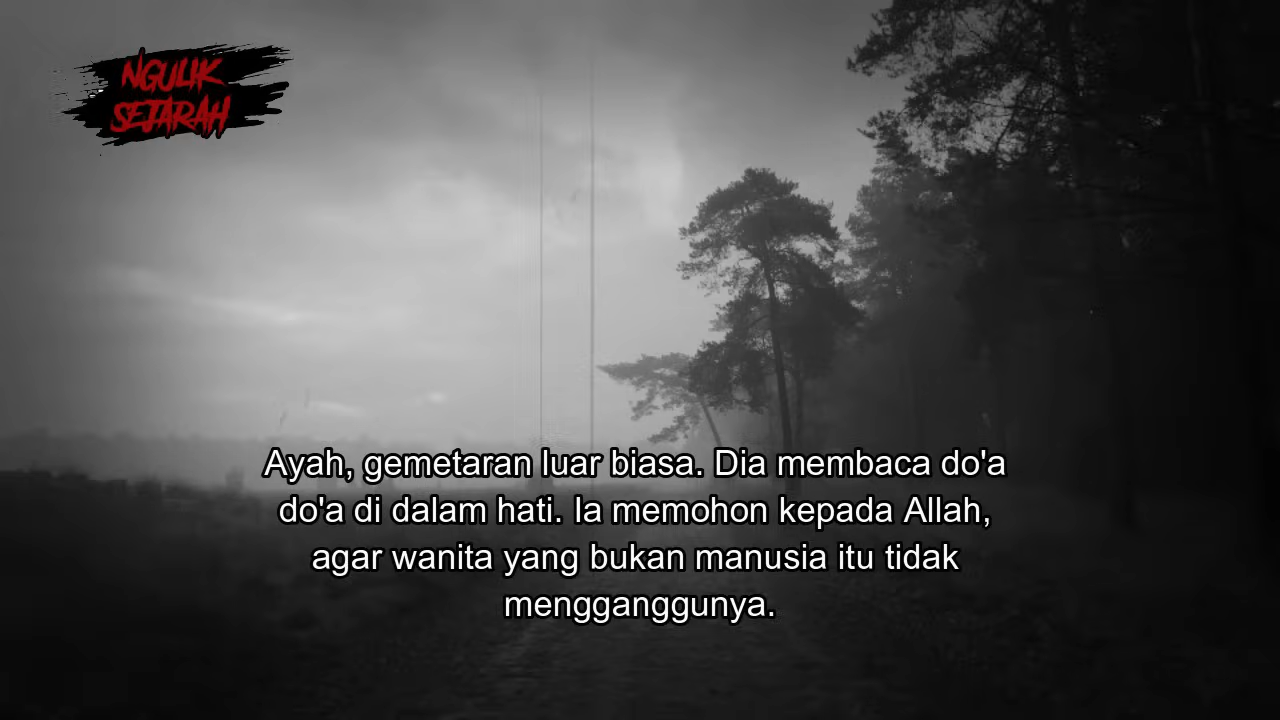 NGULIK
SEJARAH
Ayah, gemetaran luar biasa. Dia membaca do'a
do'a di dalam hati. Ia memohon kepada Allah,
agar wanita yang bukan manusia itu tidak
mengganggunya.